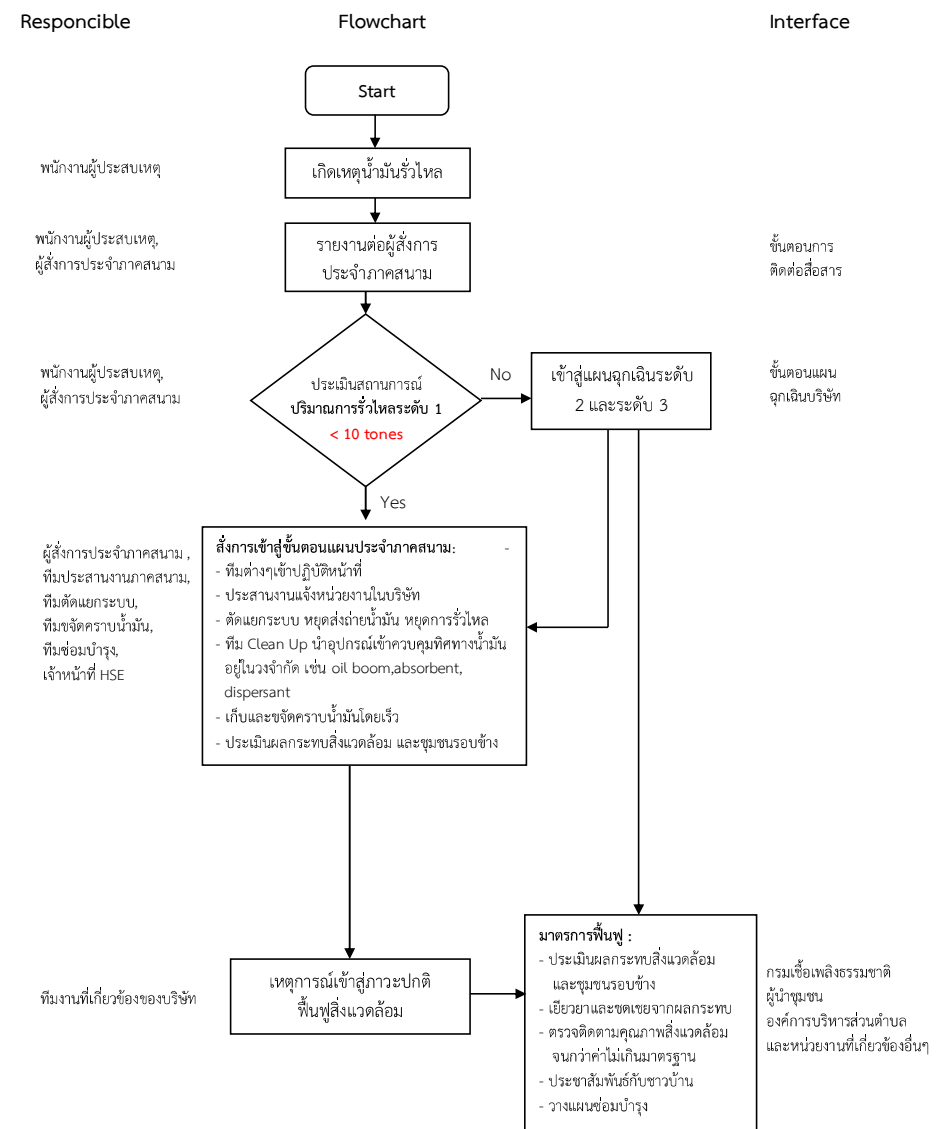 Responcible
Flowchart
Interface
Start
พนักงานผู้ประสบเหตุ
เกิดเหตุน้ำมันรั่วไหล
พนักงานผู้ประสบเหตุ,
ผู้สั่งการประจำภาคสนาม
รายงานต่อผู้สั่งการ
ประจำภาคสนาม
ขั้นตอนการ
ติดต่อสื่อสาร
พนักงานผู้ประสบเหตุ,
ผู้สั่งการประจำภาคสนาม
ประเมินสถานการณ์
ปริมาณการรั่วไหลระดับ 1
< 10 tones
No
เข้าสู่แผนฉุกเฉินระดับ
2 และระดับ 3
ขั้นตอนแผน
ฉุกเฉินบริษัท
Yes
ผู้สั่งการประจำภาคสนาม ,
ทีมประสานงานภาคสนาม,
ทีมตัดแยกระบบ,
ทีมขจัดคราบน้ำมัน,
ทีมซ่อมบำรุง,
เจ้าหน้าที่ HSE
สั่งการเข้าสู่ขั้นตอนแผนประจำภาคสนาม: -
- ทีมต่างๆเข้าปฏิบัติหน้าที่
- ประสานงานแจ้งหน่วยงานในบริษัท
- ตัดแยกระบบ หยุดส่งถ่ายน้ำมัน หยุดการรั่วไหล
- ทีม Clean Up นำอุปกรณ์เข้าควบคุมทิศทางน้ำมัน
อยู่ในวงจำกัด เช่น oil boom,absorbent,
dispersant
- เก็บและขจัดคราบน้ำมันโดยเร็ว
- ประเมินผลกระทบสิ่งแวดล้อม และชุมชนรอบข้าง
ทีมงานที่เกี่ยวข้องของบริษัท
เหตุการณ์เข้าสู่ภาวะปกติ
ฟื้นฟูสิ่งแวดล้อม
มาตรการฟื้นฟู :
- ประเมินผลกระทบสิ่งแวดล้อม
และชุมชนรอบข้าง
- เยียวยาและชดเชยจากผลกระทบ
- ตรวจติดตามคุณภาพสิ่งแวดล้อม
จนกว่าค่าไม่เกินมาตรฐาน
- ประชาสัมพันธ์กับชาวบ้าน
- วางแผนซ่อมบำรุง
กรมเชื้อเพลิงธรรมชาติ
ผู้นำชุมชน
องค์การบริหารส่วนตำบล
และหน่วยงานที่เกี่ยวข้องอื่นๆ